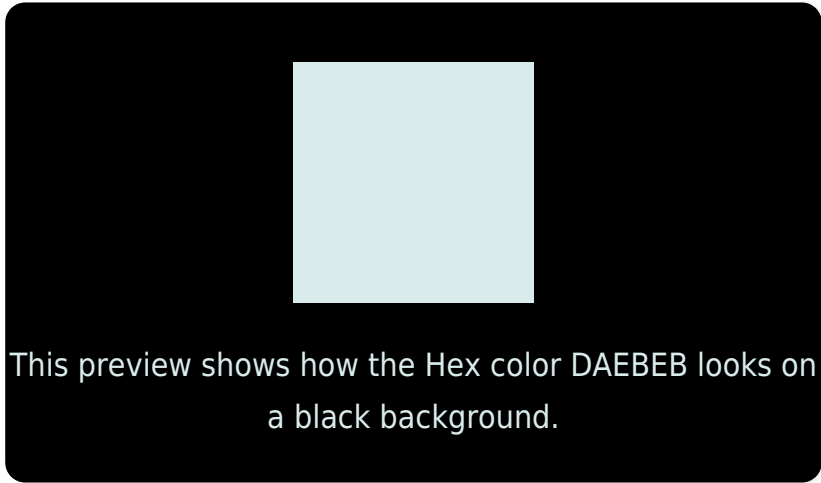 This preview shows how the Hex color DAEBEB looks on
a black background.